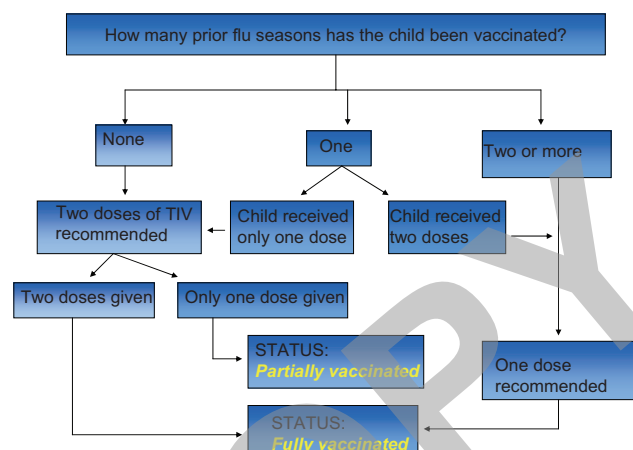 How many prior flu seasons has the child been vaccinated?
None
One
Two or more
Two doses of TIV
recommended
Child received
only one dose
Child received
two doses
Two doses given
Only one dose given
STATUS:
Partially vaccinated
One dose
recommended
STATUS:
Fully vaccinated